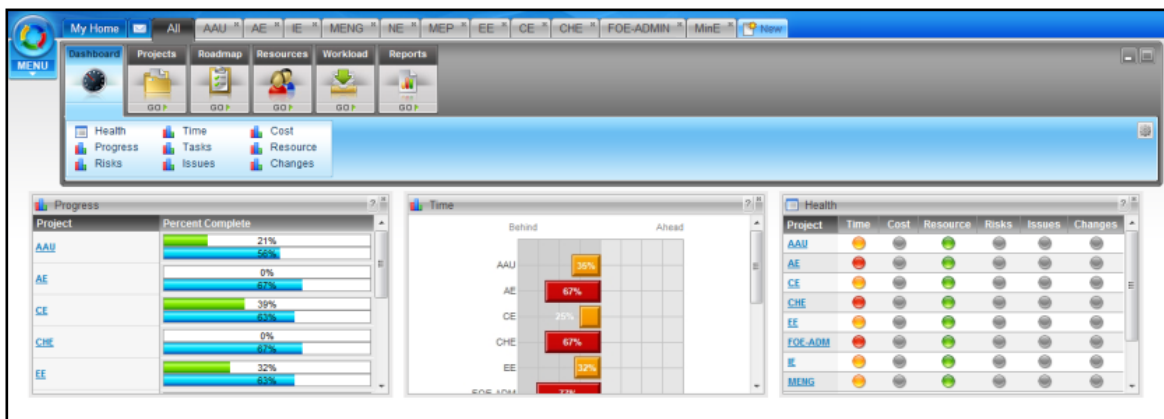 My Home All AAU AE IE MENG NE MEP EE CE CHE FOE-ADMIN MinE New
MENU
Dashboard Projects Roadmap Resources Workload Reports
GO! GO! GO! GO! GO!
Health Time Cost
Progress Tasks Resource
Risks Issues Changes
Progress ?
Project Percent Complete
AAU 21%
56%
AE 0%
67%
CE 39%
63%
CHE 0%
67%
EE 32%
63%
Time ?
Behind Ahead
AAU 35%
AE 67%
CE 25%
CHE 67%
EE 32%
FOE-ADM 77%
Health ?
Project Time Cost Resource Risks Issues Changes
AAU
AE
CE
CHE
EE
FOE-ADM
IE
MENG